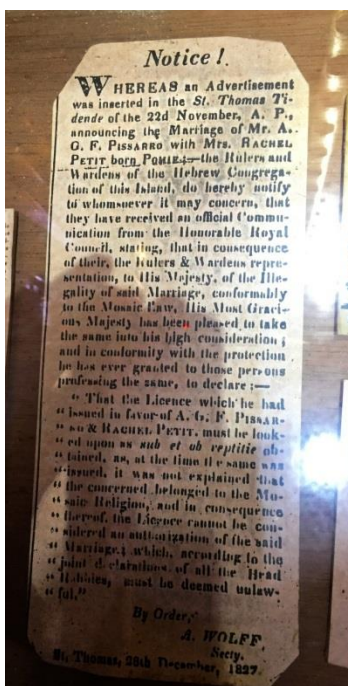 Notice!
WHEREAS an Advertisement
was inserted in the St. Thomas Ti-
dende of the 22d November, A. P.,
announcing the Marriage of Mr. A.
G. F. PISSARRO with Mrs. RACHEL
PETIT born POMIE;—the Rulers and
Wardens of the Hebrew Congrega-
tion of this Island, do hereby notify
to whomsoever it may concern, that
they have received an official Commu-
nication from the Honorable Royal
Council, stating, that in consequence
of their, the Rulers & Wardens repre-
sentation, to His Majesty, of the Ille-
gality of said Marriage, conformably
to the Mosaic Law, His Most Graci-
ous Majesty has been pleased to take
the same into his high consideration;
and in conformity with the protection
he has ever granted to those persons
professing the same, to declare:—
"That the Licence which he had
"issued in favor of A. G. F. PISSAR-
"RO & RACHEL PETIT, must be look-
"ed upon as sub et ob reptitie ob-
"tained, as, at the time the same was
"issued, it was not explained that
"the concerned belonged to the Mo-
"saic Religion, and in consequence
"thereof, the Licence cannot be con-
"sidered an authorization of the said
"Marriage; which, according to the
"joint declarations of all the Head
"Rabbies, must be deemed unlaw-
"ful."
By Order,
A. WOLFF,
Secty.
St. Thomas, 28th December, 1827.